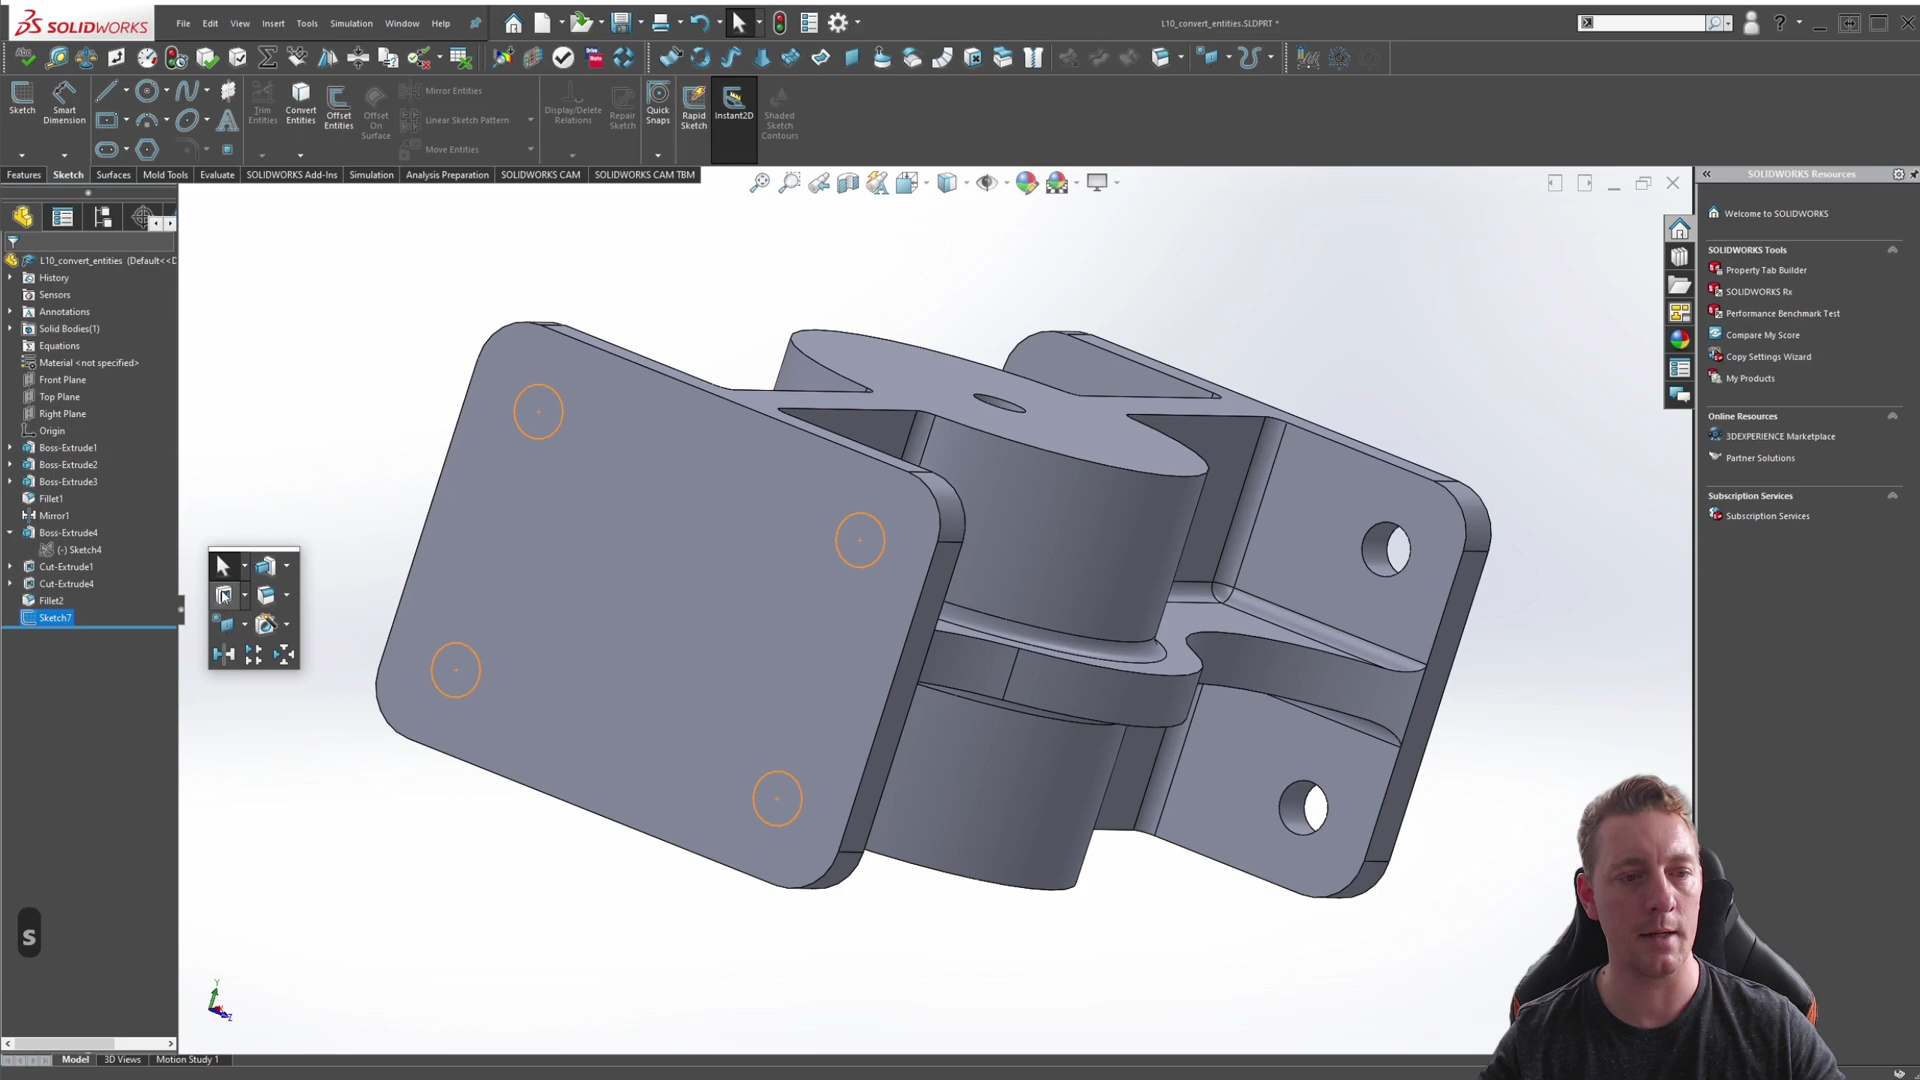 SOLIDWORKS
File Edit View Insert Tools Simulation Window Help
L10_convert_entities.SLDPRT *
Sketch
Smart Dimension
Trim Entities
Convert Entities
Offset Entities
Offset On Surface
Mirror Entities
Linear Sketch Pattern
Move Entities
Display/Delete Relations
Repair Sketch
Quick Snaps
Rapid Sketch
Instant2D
Shaded Sketch Contours
Features Sketch Surfaces Mold Tools Evaluate SOLIDWORKS Add-Ins Simulation Analysis Preparation SOLIDWORKS CAM SOLIDWORKS CAM TBM
L10_convert_entities (Default<<D
History
Sensors
Annotations
Solid Bodies(1)
Equations
Material <not specified>
Front Plane
Top Plane
Right Plane
Origin
Boss-Extrude1
Boss-Extrude2
Boss-Extrude3
Fillet1
Mirror1
Boss-Extrude4
(-) Sketch4
Cut-Extrude1
Cut-Extrude4
Fillet2
Sketch7
s
Y
Z
Model 3D Views Motion Study 1
SOLIDWORKS Resources
Welcome to SOLIDWORKS
SOLIDWORKS Tools
Property Tab Builder
SOLIDWORKS Rx
Performance Benchmark Test
Compare My Score
Copy Settings Wizard
My Products
Online Resources
3DEXPERIENCE Marketplace
Partner Solutions
Subscription Services
Subscription Services